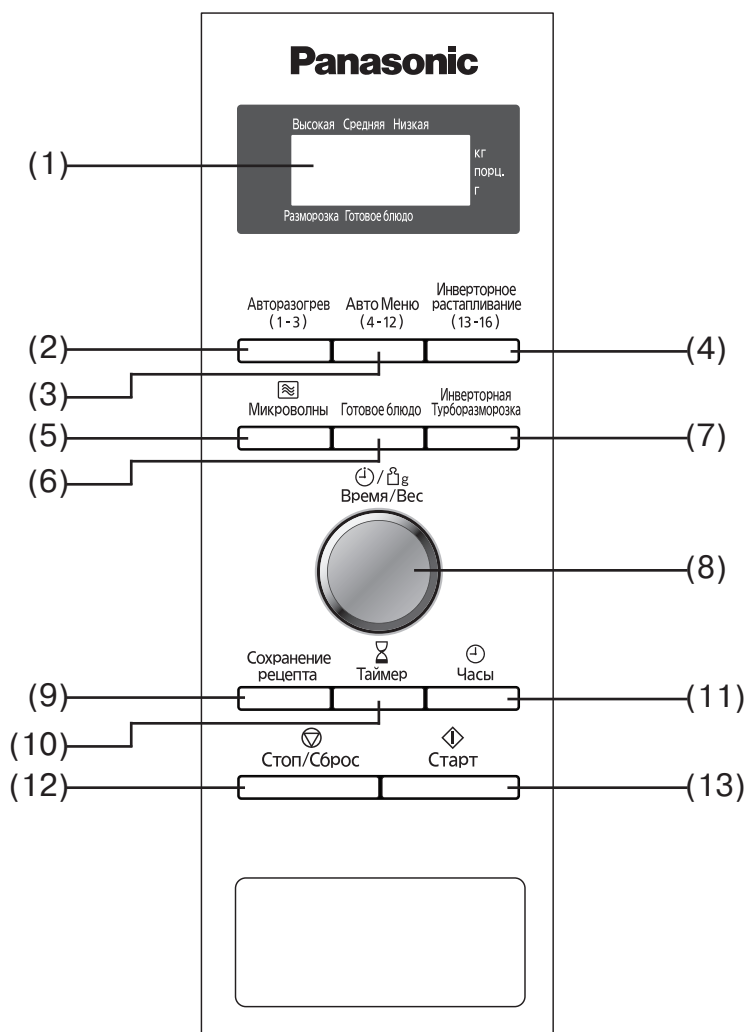 Panasonic
Высокая Средняя Низкая
(1)
кг
порц.
г
Разморозка Готовое блюдо
Авторазогрев
(1-3)
Авто Меню
(4-12)
Инверторное
растапливание
(13-16)
(2)
(4)
(3)
Микроволны
Готовое блюдо
Инверторная
Турборазморозка
(5)
(7)
(6)
/ g
Время/Вес
(8)
Сохранение
рецепта
Таймер
Часы
(9)
(11)
(10)
Стоп/Сброс
Старт
(12)
(13)